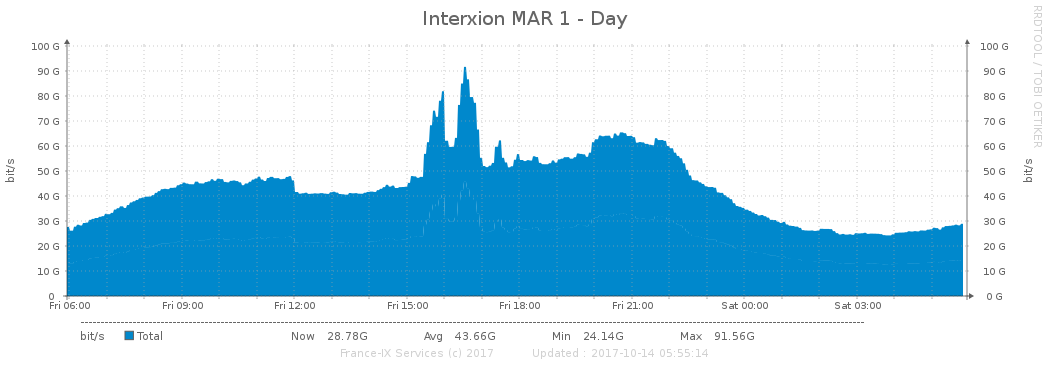 Interxion MAR 1 - Day
RRDTOOL / TOBI OETIKER
bit/s
bit/s
100 G 100 G
90 G 90 G
80 G 80 G
70 G 70 G
60 G 60 G
50 G 50 G
40 G 40 G
30 G 30 G
20 G 20 G
10 G 10 G
0 0 G
Fri 06:00 Fri 09:00 Fri 12:00 Fri 15:00 Fri 18:00 Fri 21:00 Sat 00:00 Sat 03:00
bit/s Total Now 28.78G Avg 43.66G Min 24.14G Max 91.56G
France-IX Services (c) 2017 Updated : 2017-10-14 05:55:14